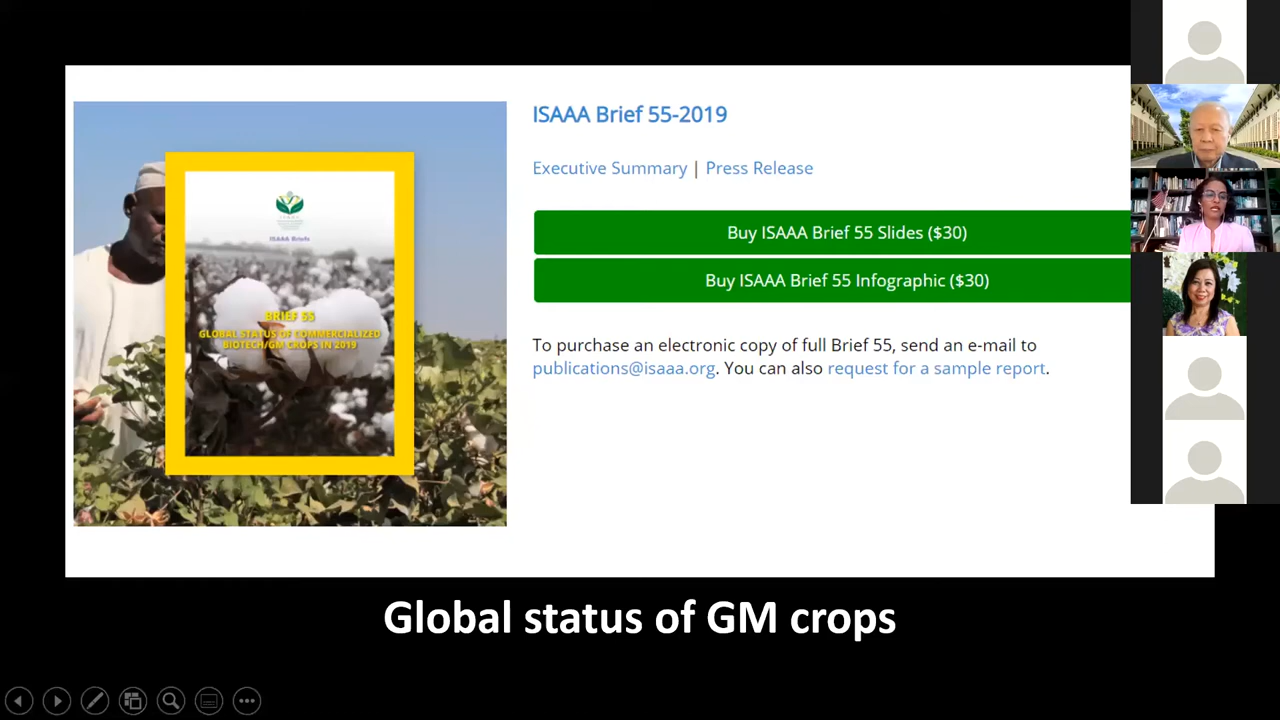 ISAAA Brief 55-2019
Executive Summary | Press Release
Buy ISAAA Brief 55 Slides ($30)
Buy ISAAA Brief 55 Infographic ($30)
To purchase an electronic copy of full Brief 55, send an e-mail to
publications@isaaa.org. You can also request for a sample report.
ISAAA Briefs
BRIEF 55
GLOBAL STATUS OF COMMERCIALIZED
BIOTECH/GM CROPS IN 2019
Global status of GM crops